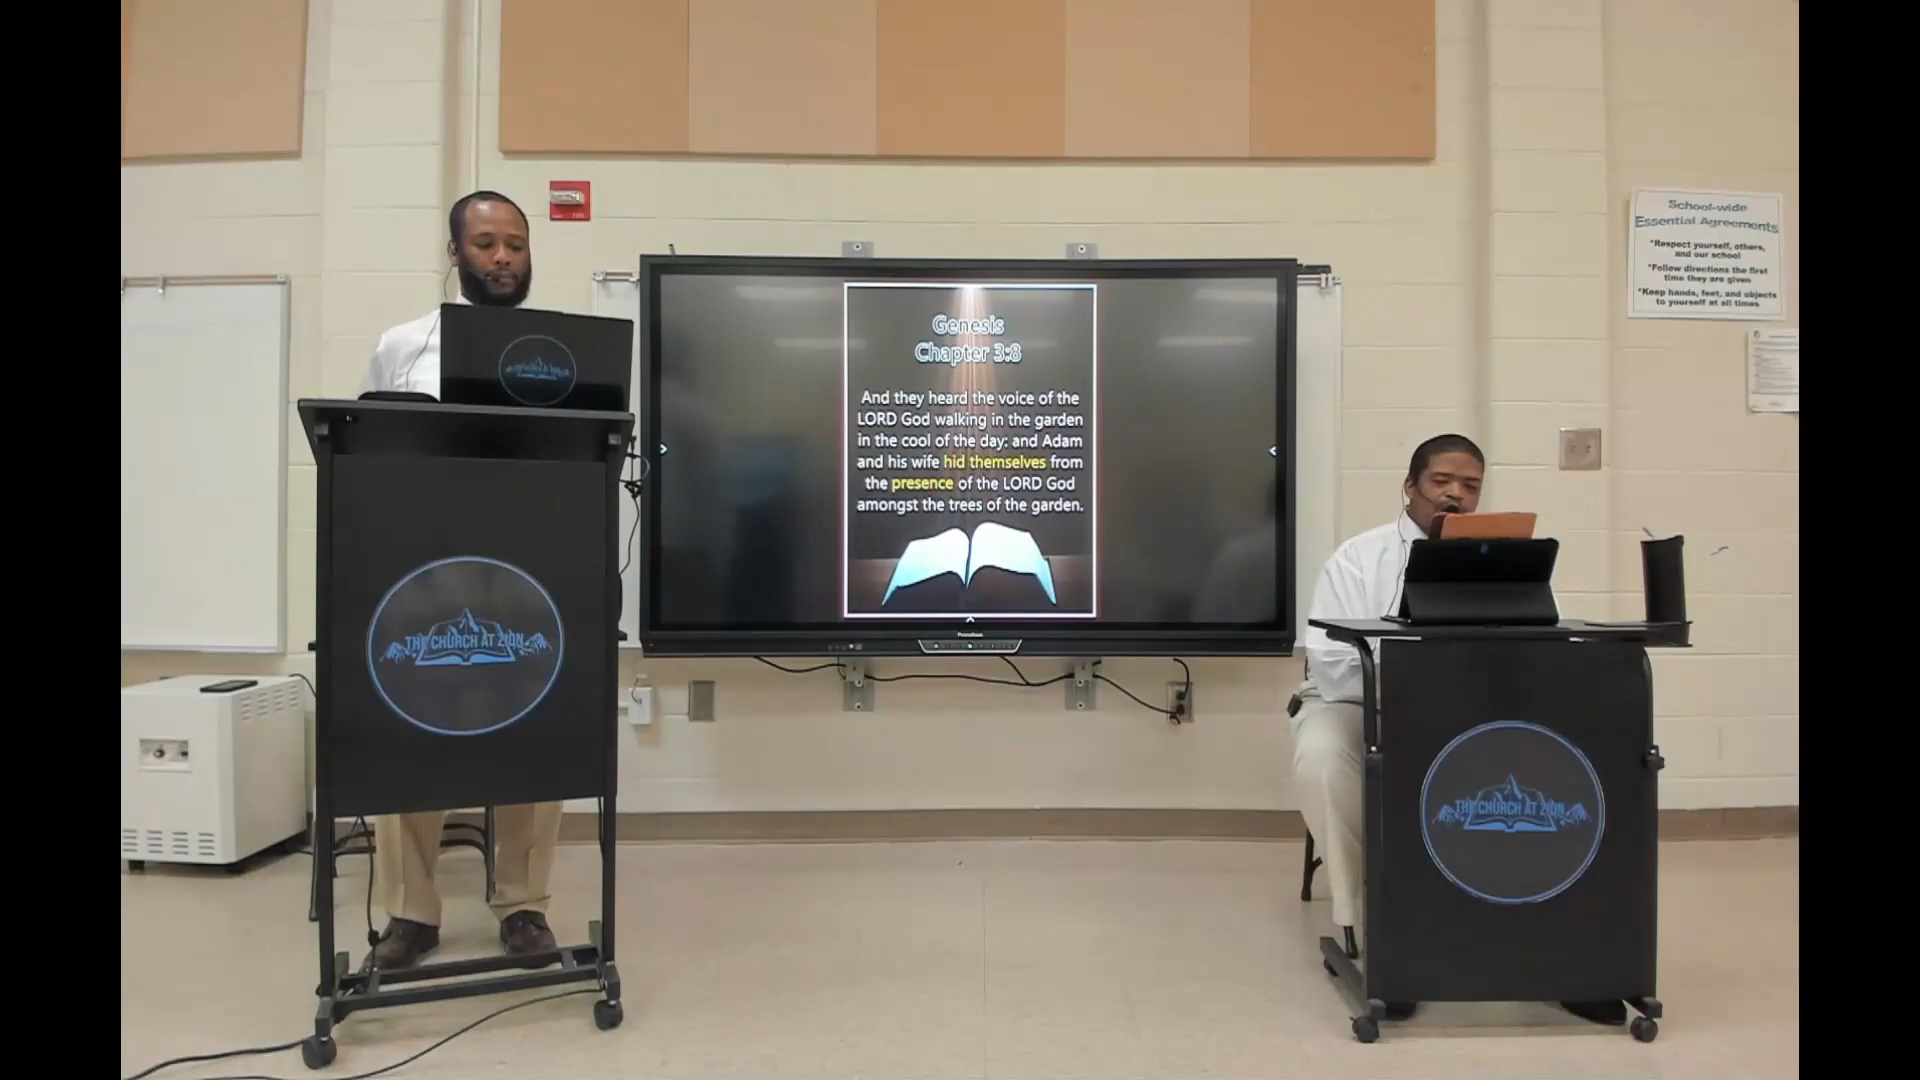 School-wide
Essential Agreements
*Respect yourself, others,
and our school
*Follow directions the first
time they are given
*Keep hands, feet, and objects
to yourself at all times
Genesis
Chapter 3:8
And they heard the voice of the
LORD God walking in the garden
in the cool of the day: and Adam
and his wife hid themselves from
the presence of the LORD God
amongst the trees of the garden.
Promethean
THE CHURCH AT ZION
THE CHURCH AT ZION